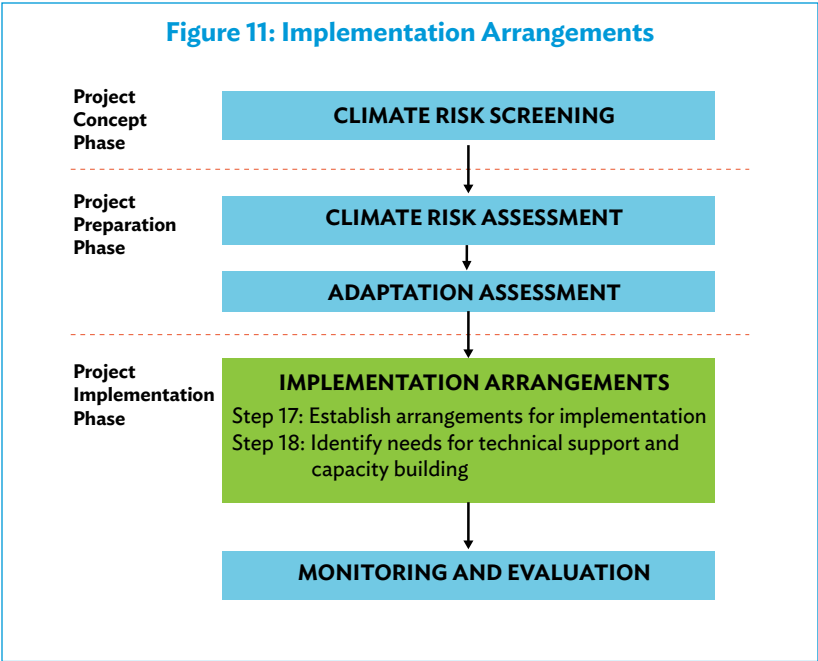 Figure 11: Implementation Arrangements
Project
Concept
Phase
CLIMATE RISK SCREENING
Project
Preparation
Phase
CLIMATE RISK ASSESSMENT
ADAPTATION ASSESSMENT
Project
Implementation
Phase
IMPLEMENTATION ARRANGEMENTS
Step 17: Establish arrangements for implementation
Step 18: Identify needs for technical support and
capacity building
MONITORING AND EVALUATION